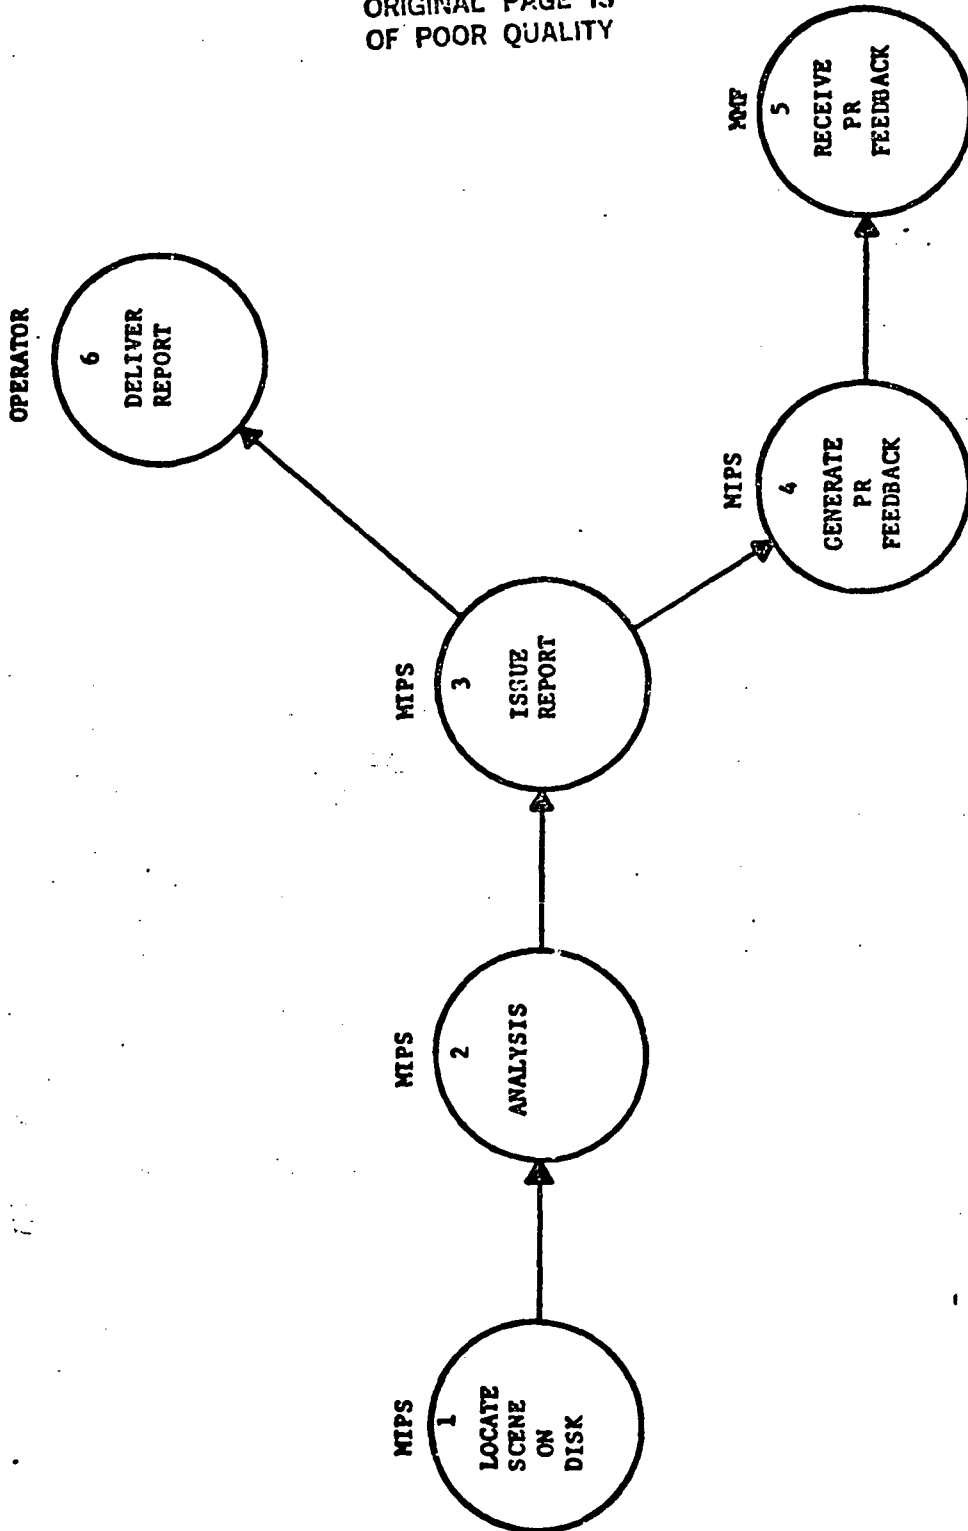 ORIGINAL PAGE IS
OF POOR QUALITY
MIPS
1
LOCATE
SCENE
ON
DISK
MIPS
2
ANALYSIS
MIPS
3
ISSUE
REPORT
OPERATOR
6
DELIVER
REPORT
MIPS
4
GENERATE
PR
FEEDBACK
MMF
5
RECEIVE
PR
FEEDBACK